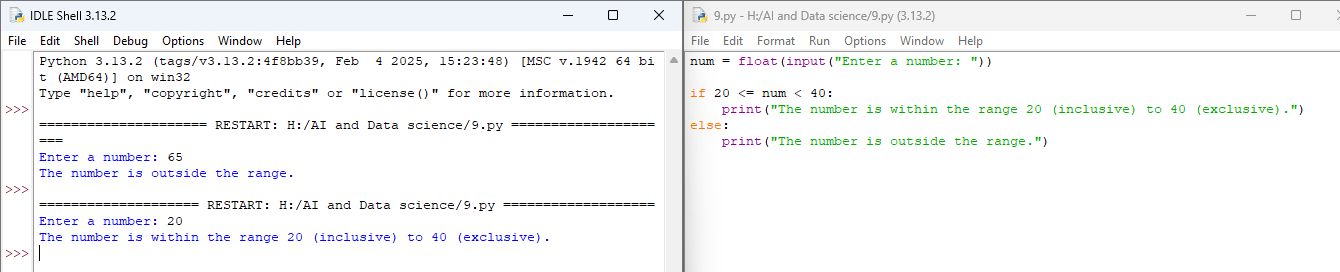 IDLE Shell 3.13.2
File Edit Shell Debug Options Window Help
Python 3.13.2 (tags/v3.13.2:4f8bb39, Feb  4 2025, 15:23:48) [MSC v.1942 64 bi
t (AMD64)] on win32
Type "help", "copyright", "credits" or "license()" for more information.
>>>
===================== RESTART: H:/AI and Data science/9.py ==================
===
Enter a number: 65
The number is outside the range.
>>>
==================== RESTART: H:/AI and Data science/9.py ===================
Enter a number: 20
The number is within the range 20 (inclusive) to 40 (exclusive).
>>>
9.py - H:/AI and Data science/9.py (3.13.2)
File Edit Format Run Options Window Help
num = float(input("Enter a number: "))
if 20 <= num < 40:
    print("The number is within the range 20 (inclusive) to 40 (exclusive).")
else:
    print("The number is outside the range.")